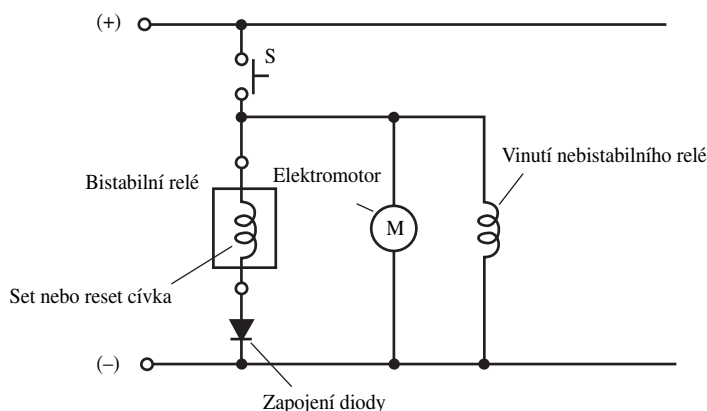 (+)
S
Vinutí nebistabilního relé
Elektromotor
Bistabilní relé
M
Set nebo reset cívka
(–)
Zapojení diody